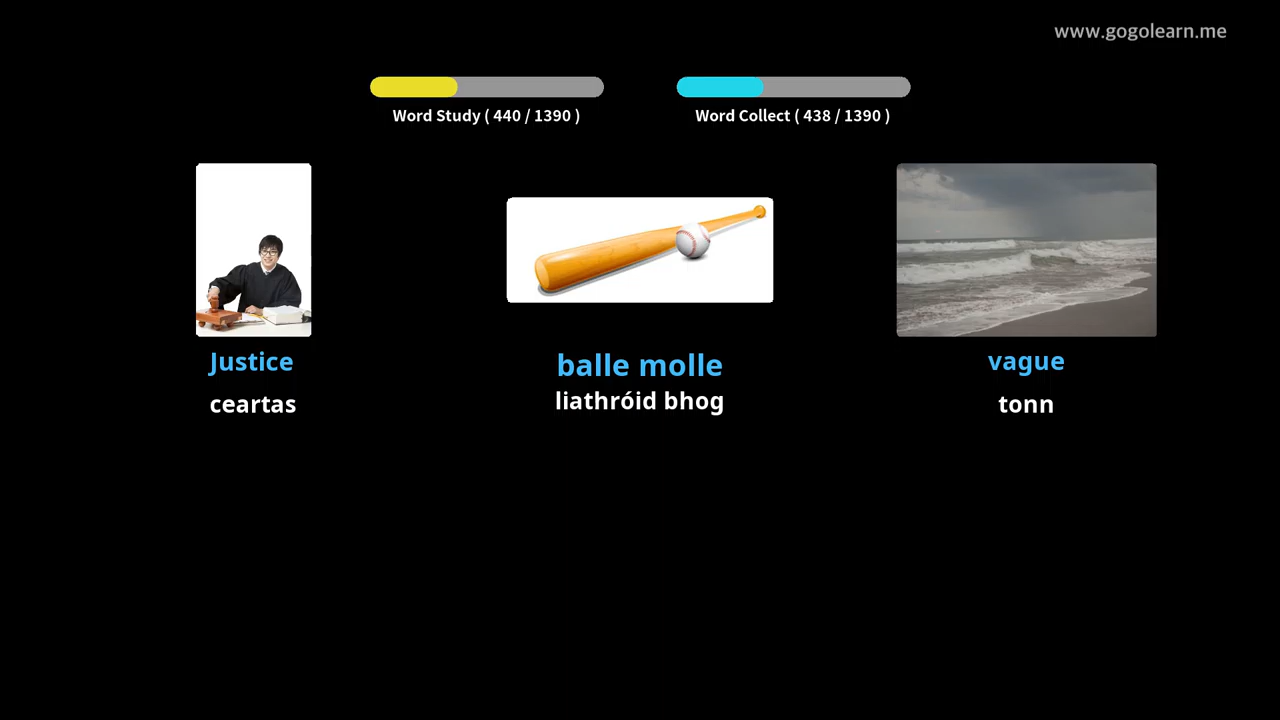 www.gogolearn.me
Word Study ( 440 / 1390 )
Word Collect ( 438 / 1390 )
Justice
ceartas
balle molle
liathróid bhog
vague
tonn